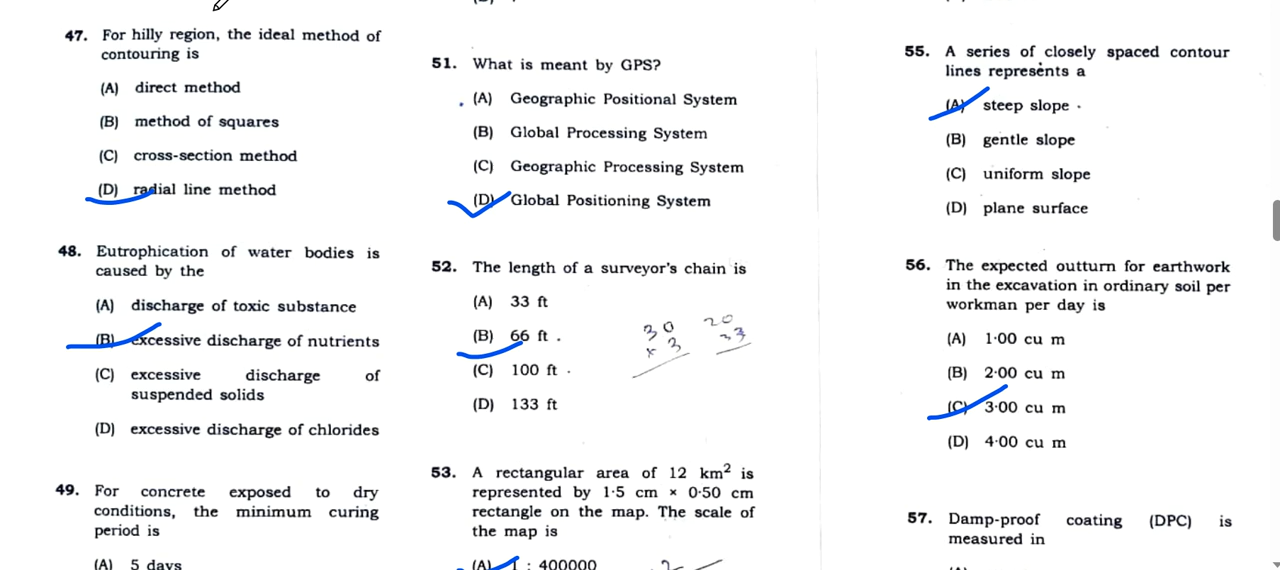 47. For hilly region, the ideal method of
contouring is
(A) direct method
(B) method of squares
(C) cross-section method
(D) radial line method
48. Eutrophication of water bodies is
caused by the
(A) discharge of toxic substance
(B) excessive discharge of nutrients
(C) excessive discharge of
suspended solids
(D) excessive discharge of chlorides
49. For concrete exposed to dry
conditions, the minimum curing
period is
(A) 5 days
51. What is meant by GPS?
(A) Geographic Positional System
(B) Global Processing System
(C) Geographic Processing System
(D) Global Positioning System
52. The length of a surveyor's chain is
(A) 33 ft
(B) 66 ft
(C) 100 ft
(D) 133 ft
30
× 3
20
33
53. A rectangular area of 12 km² is
represented by 1·5 cm × 0·50 cm
rectangle on the map. The scale of
the map is
(A) 1 : 400000
55. A series of closely spaced contour
lines represents a
(A) steep slope
(B) gentle slope
(C) uniform slope
(D) plane surface
56. The expected outturn for earthwork
in the excavation in ordinary soil per
workman per day is
(A) 1·00 cu m
(B) 2·00 cu m
(C) 3·00 cu m
(D) 4·00 cu m
57. Damp-proof coating (DPC) is
measured in